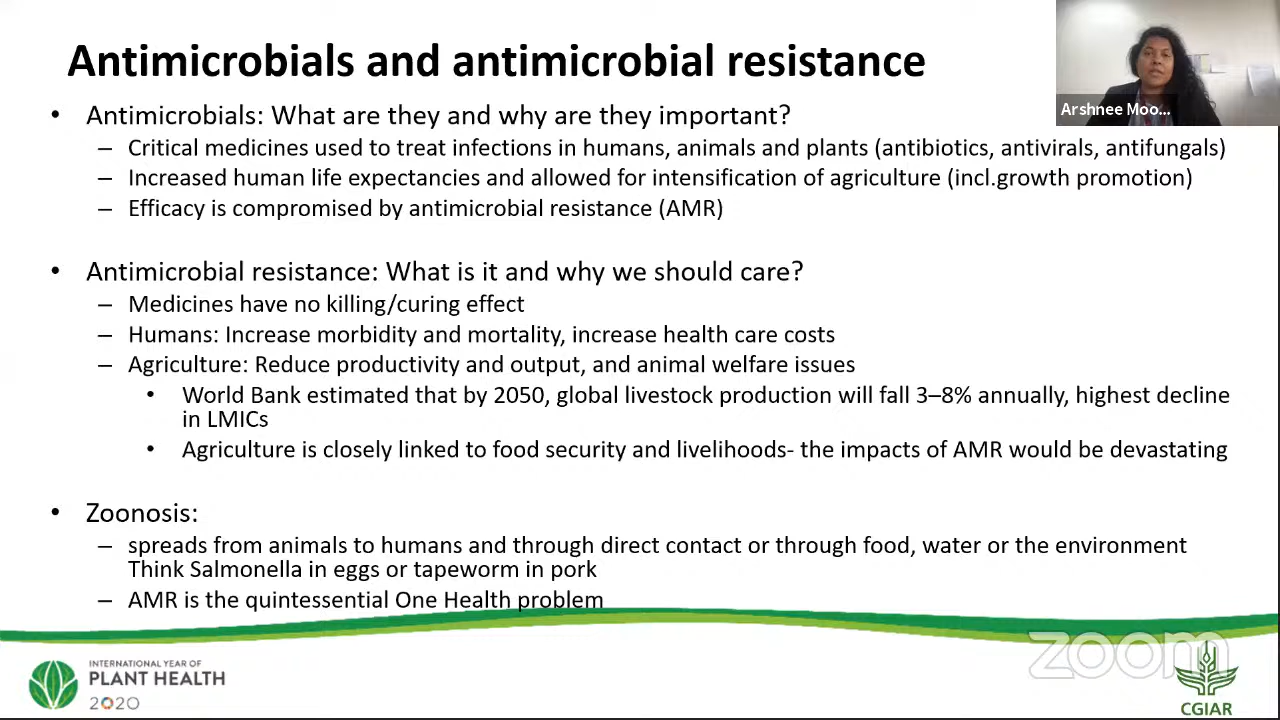 Antimicrobials and antimicrobial resistance
Arshnee Moo...
• Antimicrobials: What are they and why are they important?
– Critical medicines used to treat infections in humans, animals and plants (antibiotics, antivirals, antifungals)
– Increased human life expectancies and allowed for intensification of agriculture (incl.growth promotion)
– Efficacy is compromised by antimicrobial resistance (AMR)
• Antimicrobial resistance: What is it and why we should care?
– Medicines have no killing/curing effect
– Humans: Increase morbidity and mortality, increase health care costs
– Agriculture: Reduce productivity and output, and animal welfare issues
• World Bank estimated that by 2050, global livestock production will fall 3–8% annually, highest decline
in LMICs
• Agriculture is closely linked to food security and livelihoods- the impacts of AMR would be devastating
• Zoonosis:
– spreads from animals to humans and through direct contact or through food, water or the environment
Think Salmonella in eggs or tapeworm in pork
– AMR is the quintessential One Health problem
zoom
INTERNATIONAL YEAR OF
PLANT HEALTH
2020
CGIAR